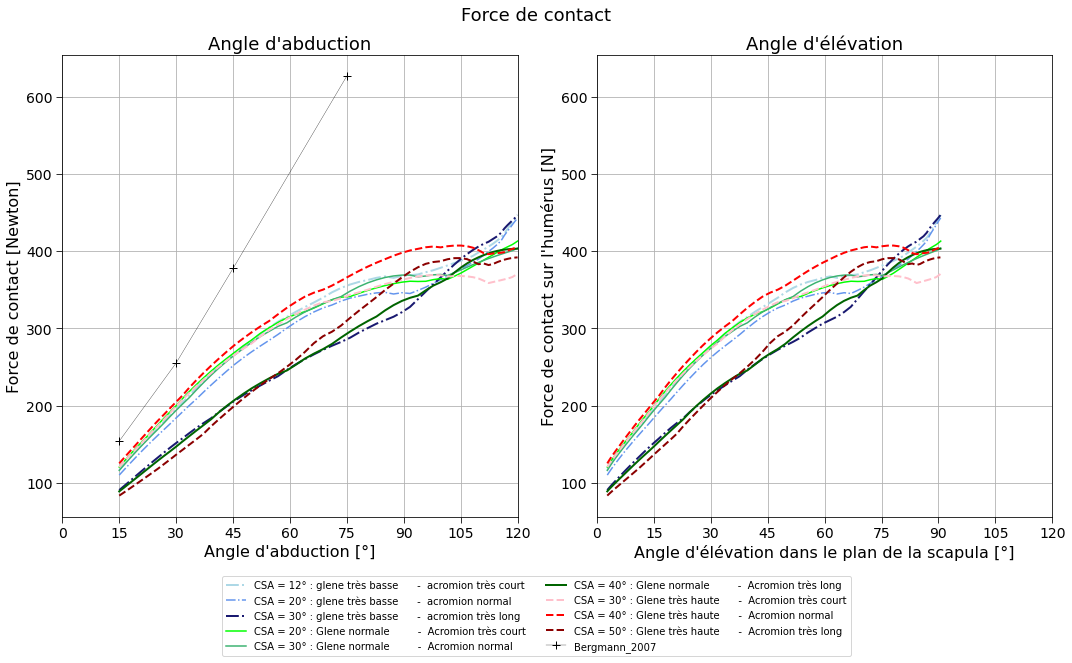 Force de contact
Angle d'abduction
Force de contact [Newton]
600
500
400
300
200
100
0 15 30 45 60 75 90 105 120
Angle d'abduction [°]
Angle d'élévation
Force de contact sur l'humérus [N]
600
500
400
300
200
100
0 15 30 45 60 75 90 105 120
Angle d'élévation dans le plan de la scapula [°]
CSA = 12° : glene très basse - acromion très court
CSA = 20° : glene très basse - acromion normal
CSA = 30° : glene très basse - acromion très long
CSA = 20° : Glene normale - Acromion très court
CSA = 30° : Glene normale - Acromion normal
CSA = 40° : Glene normale - Acromion très long
CSA = 30° : Glene très haute - Acromion très court
CSA = 40° : Glene très haute - Acromion normal
CSA = 50° : Glene très haute - Acromion très long
Bergmann_2007